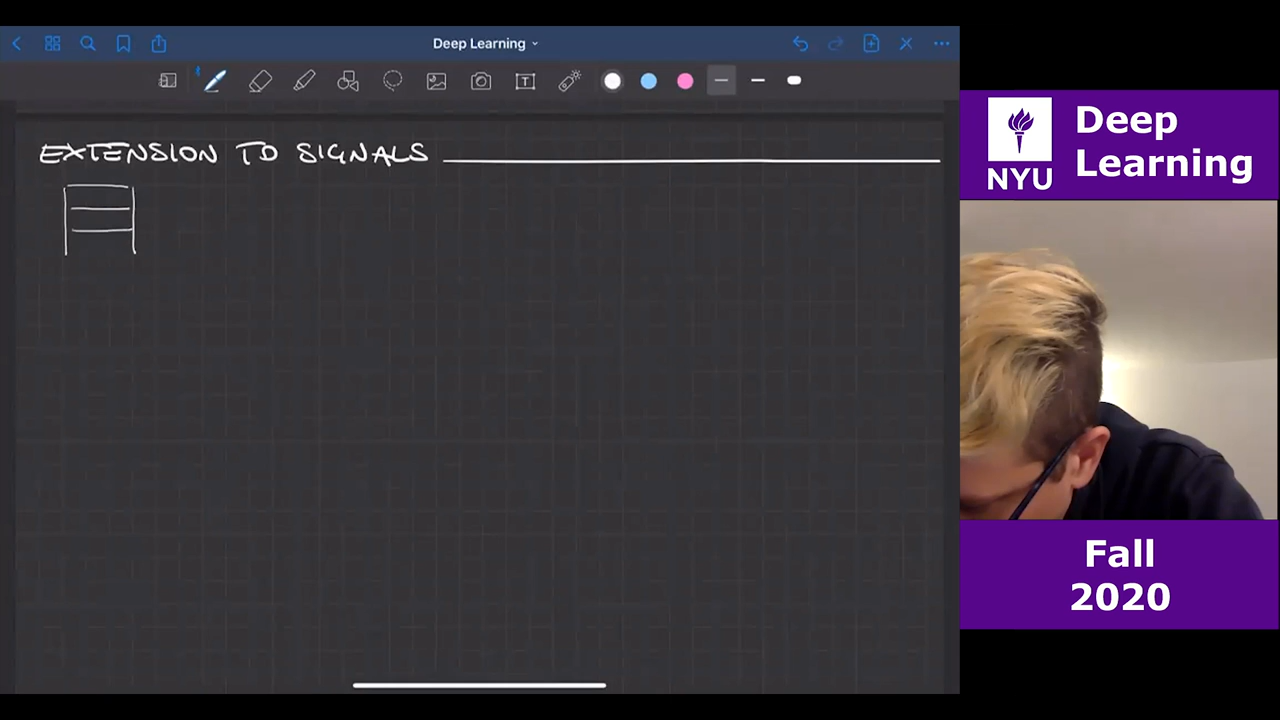 Deep Learning
T
EXTENSION TO SIGNALS
NYU
Deep
Learning
Fall
2020